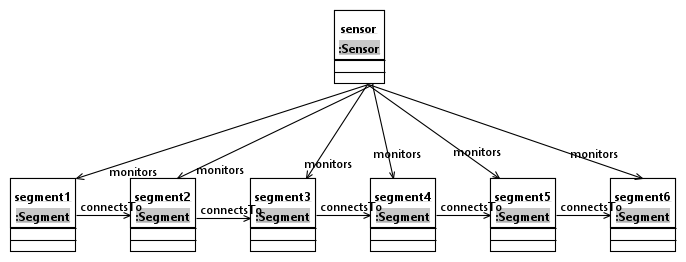 sensor
:Sensor
monitors monitors monitors monitors monitors monitors
segment1 segment2 segment3 segment4 segment5 segment6
:Segment connectsTo :Segment connectsTo :Segment connectsTo :Segment connectsTo :Segment connectsTo :Segment